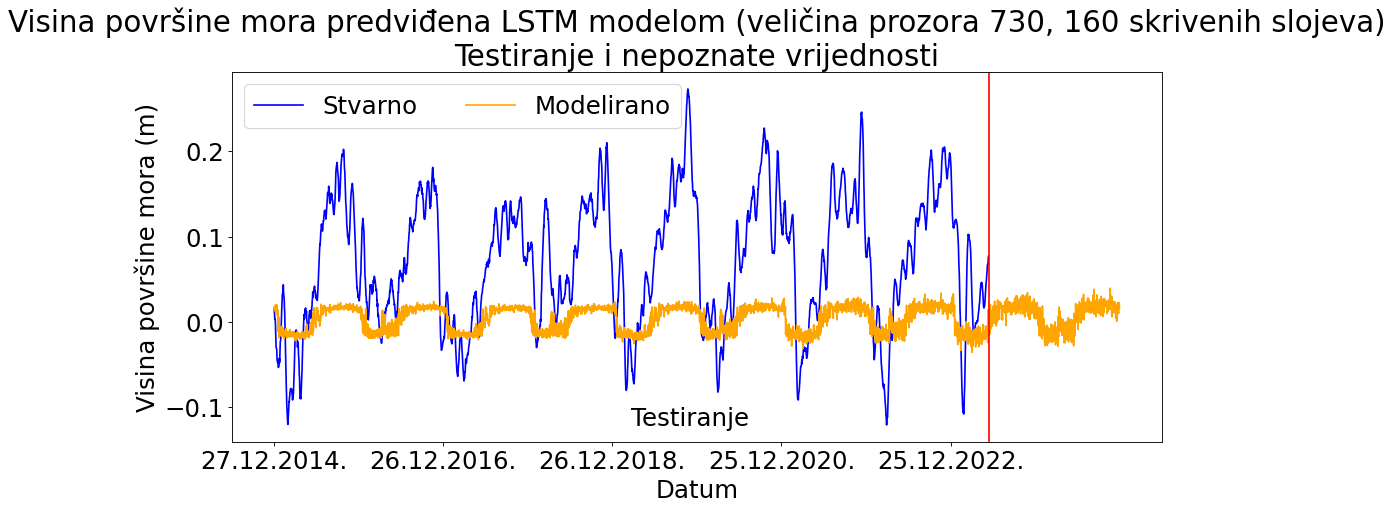 Visina površine mora predviđena LSTM modelom (veličina prozora 730, 160 skrivenih slojeva)
Testiranje i nepoznate vrijednosti
Stvarno
Modelirano
Visina površine mora (m)
0.2
0.1
0.0
−0.1
Testiranje
27.12.2014.
26.12.2016.
26.12.2018.
25.12.2020.
25.12.2022.
Datum